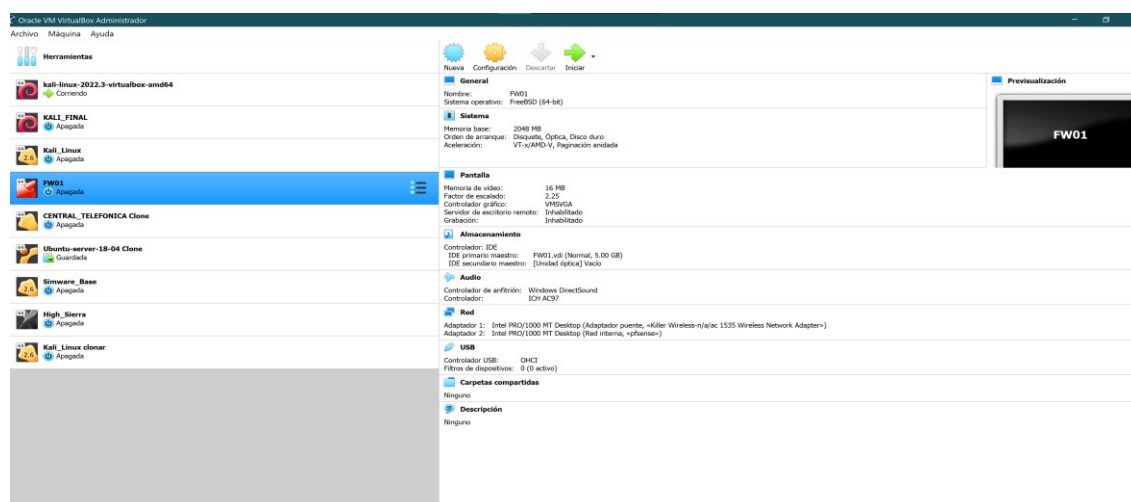 Oracle VM VirtualBox Administrador
Archivo Máquina Ayuda
Herramientas
kali-linux-2022.3-virtualbox-amd64
Corriendo
KALI_FINAL
Apagada
Kali_Linux
Apagada
FW01
Apagada
CENTRAL_TELEFONICA Clone
Apagada
Ubuntu-server-18-04 Clone
Guardada
Simware_Base
Apagada
High_Sierra
Apagada
Kali_Linux clonar
Apagada
Nueva Configuración Descartar Iniciar
General
Nombre: FW01
Sistema operativo: FreeBSD (64-bit)
Sistema
Memoria base: 2048 MB
Orden de arranque: Disquete, Óptica, Disco duro
Aceleración: VT-x/AMD-V, Paginación anidada
Pantalla
Memoria de vídeo: 16 MB
Factor de escalado: 2.25
Controlador gráfico: VMSVGA
Servidor de escritorio remoto: Inhabilitado
Grabación: Inhabilitado
Almacenamiento
Controlador: IDE
IDE primario maestro: FW01.vdi (Normal, 5.00 GB)
IDE secundario maestro: [Unidad óptica] Vacío
Audio
Controlador de anfitrión: Windows DirectSound
Controlador: ICH AC97
Red
Adaptador 1: Intel PRO/1000 MT Desktop (Adaptador puente, «Killer Wireless-n/a/ac 1535 Wireless Network Adapter»)
Adaptador 2: Intel PRO/1000 MT Desktop (Red interna, «pfsense»)
USB
Controlador USB: OHCI
Filtros de dispositivos: 0 (0 activo)
Carpetas compartidas
Ninguno
Descripción
Ninguno
Previsualización
FW01